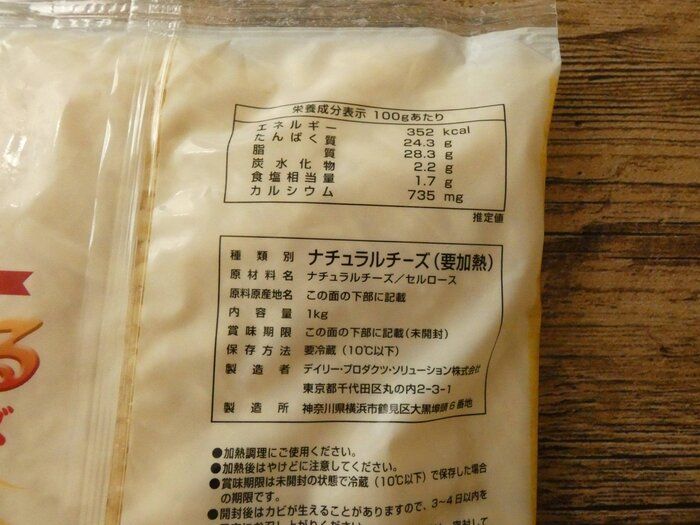 栄養成分表示 100gあたり
エネルギー 352 kcal
たんぱく質 24.3 g
脂質 28.3 g
炭水化物 2.2 g
食塩相当量 1.7 g
カルシウム 735 mg
推定値
種類別 ナチュラルチーズ(要加熱)
原材料名 ナチュラルチーズ/セルロース
原料原産地名 この面の下部に記載
内容量 1kg
賞味期限 この面の下部に記載(未開封)
保存方法 要冷蔵(10℃以下)
製造者 デイリー・プロダクツ・ソリューション株式会社
東京都千代田区丸の内2-3-1
製造所 神奈川県横浜市鶴見区大黒埠頭6番地
る
ズ
●加熱調理にご使用ください。
●加熱後はやけどに注意してください。
●賞味期限は未開封の状態で冷蔵(10℃以下)で保存した場合
の期限です。
●開封後はカビが生えることがありますので、3~4日以内を